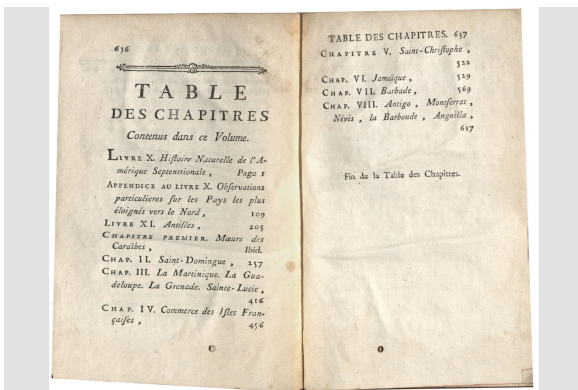 636
TABLE
DES CHAPITRES
Contenus dans ce Volume.
LIVRE X. Hiſtoire Naturelle de l'A-
mérique Septentrionale , Page 1
APPENDICE AU LIVRE X. Obſervations
particulieres ſur les Pays les plus
éloignés vers le Nord , 109
LIVRE XI. Antilles , 205
CHAPITRE PREMIER. Mœurs des
Caraïbes , Ibid.
CHAP. II. Saint-Domingue , 257
CHAP. III. La Martinique. La Gua-
deloupe. La Grenade. Sainte-Lucie ,
416
CHAP. IV. Commerce des Iſles Fran-
çaiſes , 456
TABLE DES CHAPITRES. 637
CHAPITRE V. Saint-Chriſtophe ,
522
CHAP. VI. Jamaïque , 529
CHAP. VII. Barbade , 569
CHAP. VIII. Antigo , Montſerrat ,
Névis , la Barboude , Anguilla ,
617
Fin de la Table des Chapitres.